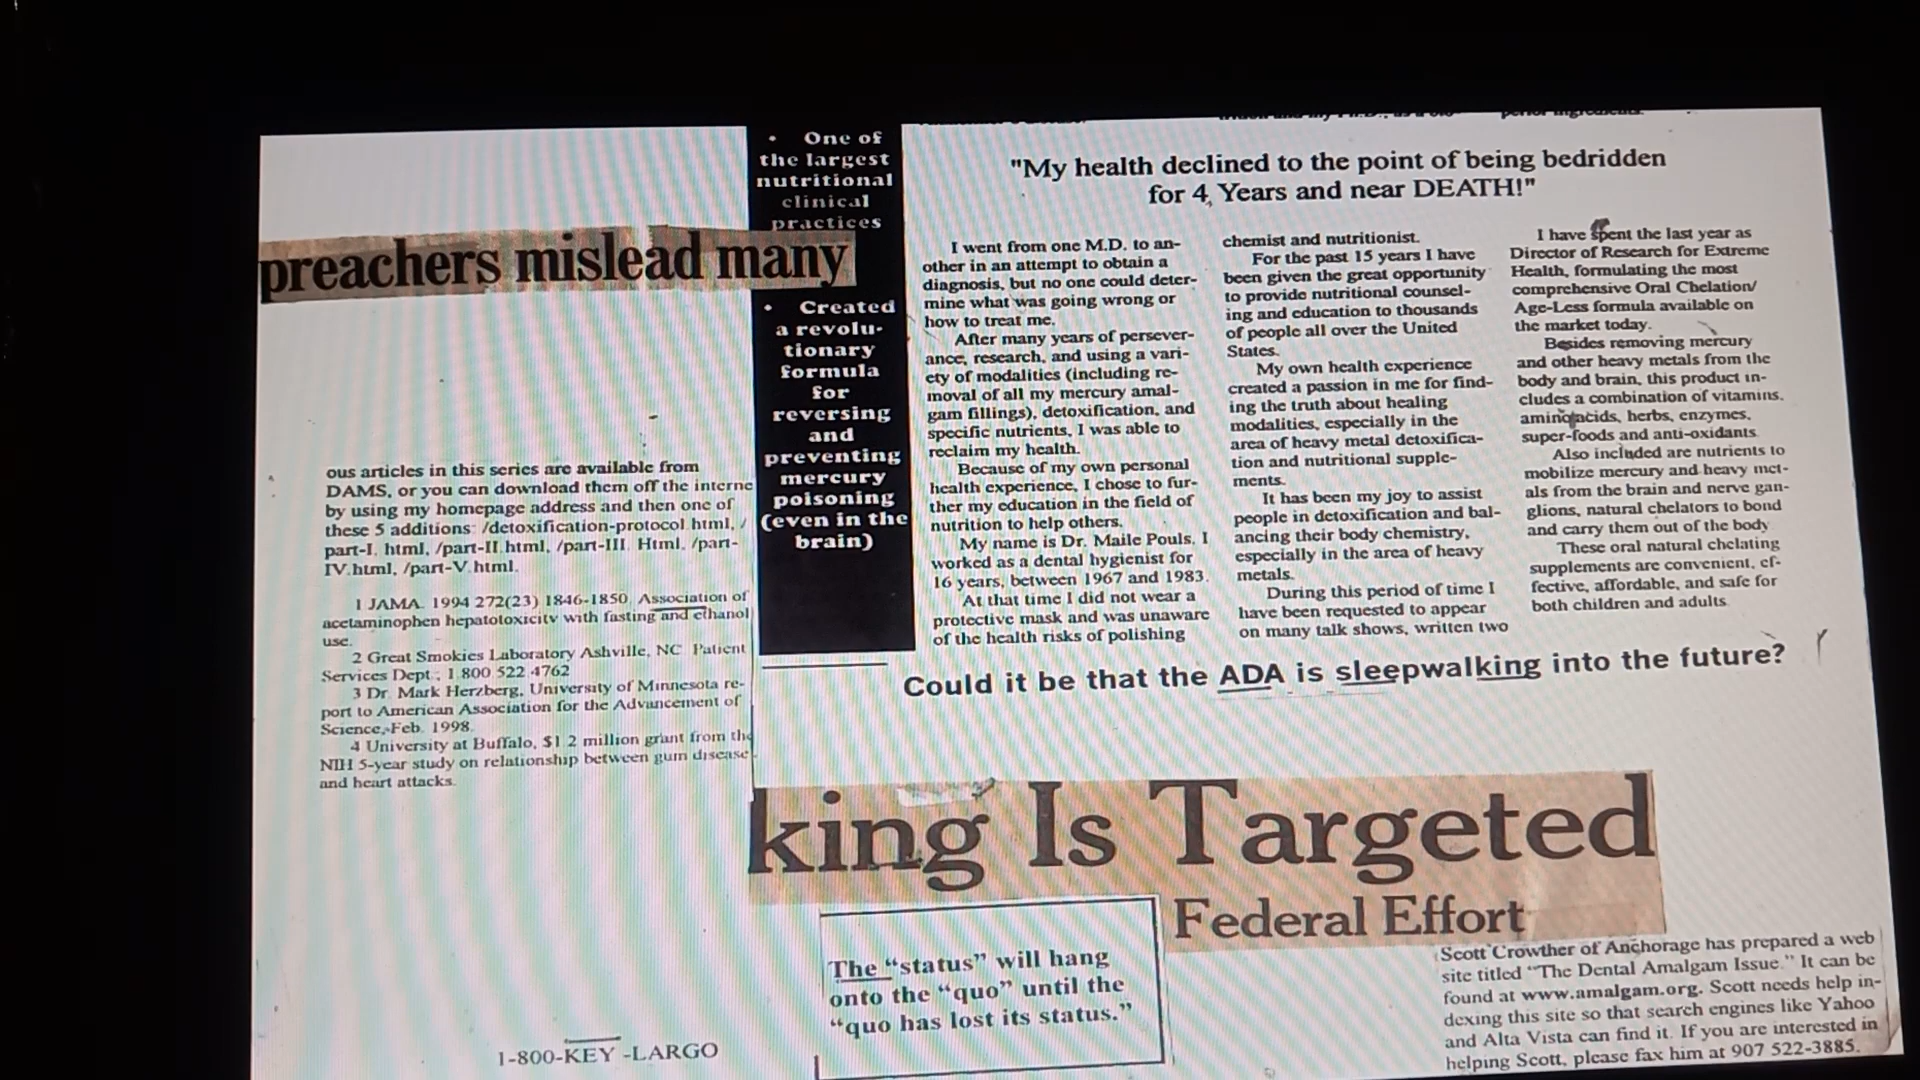 preachers mislead many
ous articles in this series are available from
DAMS, or you can download them off the interne
by using my homepage address and then one of
these 5 additions: /detoxification-protocol.html, /
part-I. html, /part-II.html, /part-III. Html, /part-
IV.html, /part-V.html.
1 JAMA. 1994 272(23) 1846-1850. Association of
acetaminophen hepatotoxicity with fasting and ethanol
use.
2 Great Smokies Laboratory Ashville, NC Patient
Services Dept.; 1.800.522.4762
3 Dr. Mark Herzberg, University of Minnesota re-
port to American Association for the Advancement of
Science, Feb. 1998.
4 University at Buffalo, $1.2 million grant from the
NIH 5-year study on relationship between gum disease
and heart attacks.
1-800-KEY -LARGO
• One of
the largest
nutritional
clinical
practices
• Created
a revolu-
tionary
formula
for
reversing
and
preventing
mercury
poisoning
(even in the
brain)
"My health declined to the point of being bedridden
for 4 Years and near DEATH!"
I went from one M.D. to an-
other in an attempt to obtain a
diagnosis, but no one could deter-
mine what was going wrong or
how to treat me.
After many years of persever-
ance, research, and using a vari-
ety of modalities (including re-
moval of all my mercury amal-
gam fillings), detoxification, and
specific nutrients, I was able to
reclaim my health.
Because of my own personal
health experience, I chose to fur-
ther my education in the field of
nutrition to help others.
My name is Dr. Maile Pouls. I
worked as a dental hygienist for
16 years, between 1967 and 1983.
At that time I did not wear a
protective mask and was unaware
of the health risks of polishing
chemist and nutritionist.
For the past 15 years I have
been given the great opportunity
to provide nutritional counsel-
ing and education to thousands
of people all over the United
States.
My own health experience
created a passion in me for find-
ing the truth about healing
modalities, especially in the
area of heavy metal detoxifica-
tion and nutritional supple-
ments.
It has been my joy to assist
people in detoxification and bal-
ancing their body chemistry,
especially in the area of heavy
metals.
During this period of time I
have been requested to appear
on many talk shows, written two
I have spent the last year as
Director of Research for Extreme
Health, formulating the most
comprehensive Oral Chelation/
Age-Less formula available on
the market today.
Besides removing mercury
and other heavy metals from the
body and brain, this product in-
cludes a combination of vitamins,
amino acids, herbs, enzymes,
super-foods and anti-oxidants.
Also included are nutrients to
mobilize mercury and heavy met-
als from the brain and nerve gan-
glions, natural chelators to bond
and carry them out of the body.
These oral natural chelating
supplements are convenient, ef-
fective, affordable, and safe for
both children and adults.
Could it be that the ADA is sleepwalking into the future?
king Is Targeted
Federal Effort
The “status” will hang
onto the “quo” until the
“quo has lost its status.”
Scott Crowther of Anchorage has prepared a web
site titled “The Dental Amalgam Issue.” It can be
found at www.amalgam.org. Scott needs help in-
dexing this site so that search engines like Yahoo
and Alta Vista can find it. If you are interested in
helping Scott, please fax him at 907 522-3885.